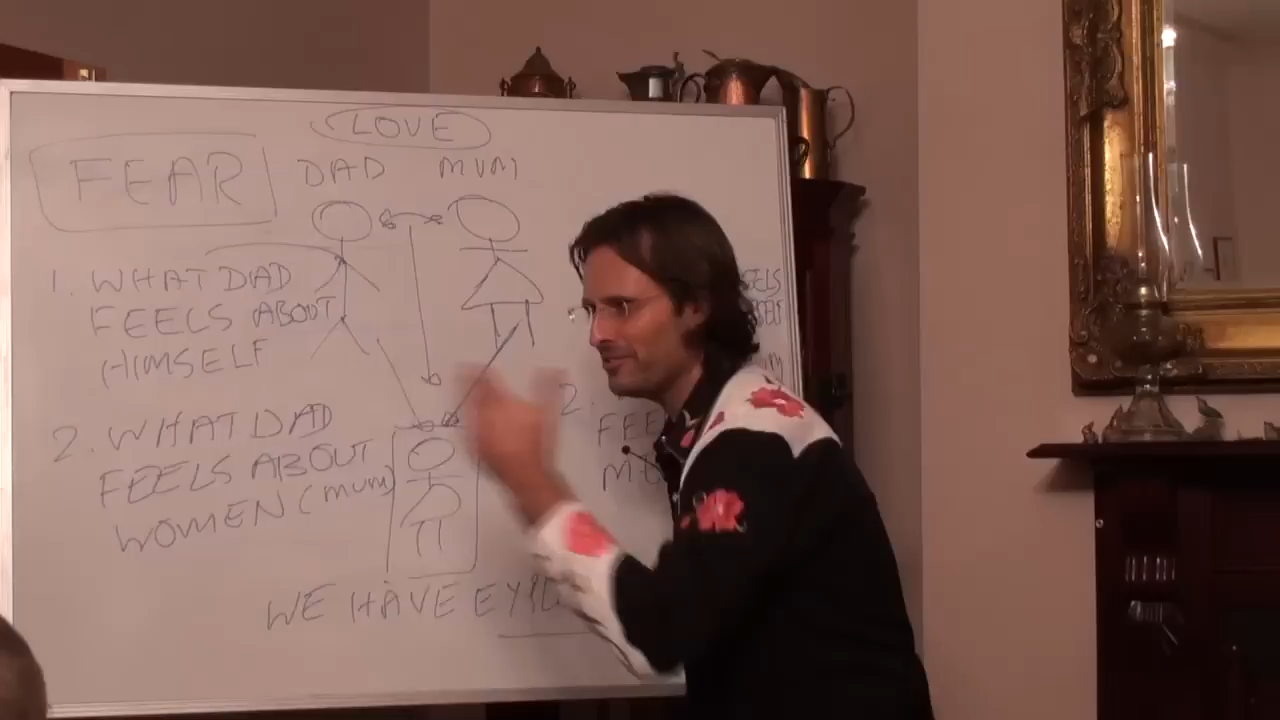 LOVE
FEAR
DAD MUM
1. WHAT DAD
FEELS ABOUT
HIMSELF
2. WHAT DAD
FEELS ABOUT
WOMEN (MUM)
2.
WE HAVE